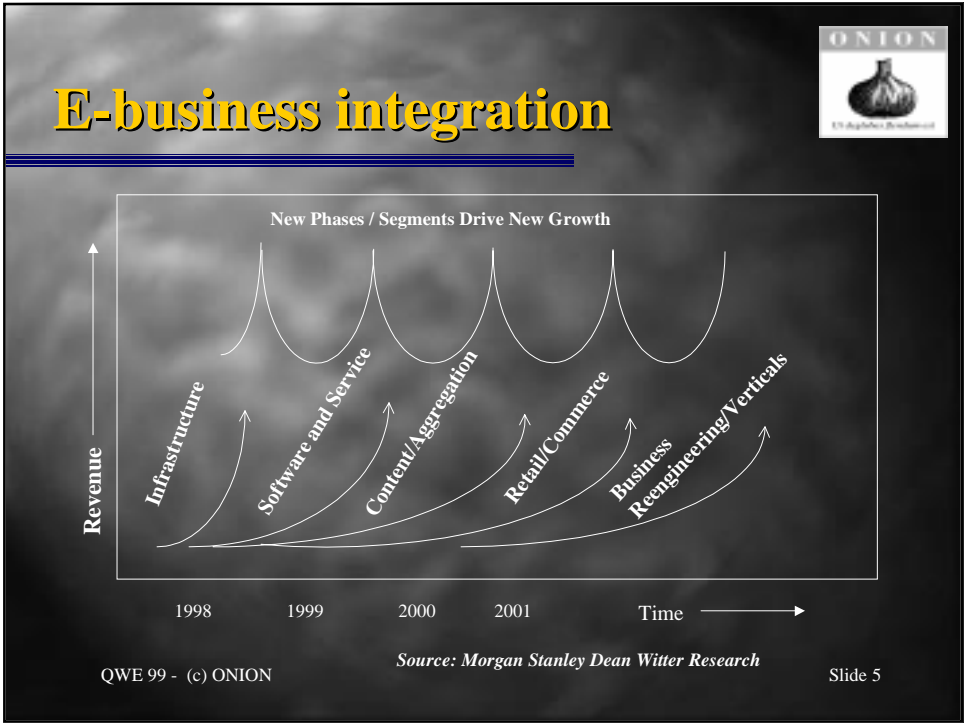 ONION
E-business integration
New Phases / Segments Drive New Growth
Revenue
Infrastructure
Software and Service
Content/Aggregation
Retail/Commerce
Business
Reengineering/Verticals
1998 1999 2000 2001 Time
Source: Morgan Stanley Dean Witter Research
QWE 99 - (c) ONION Slide 5